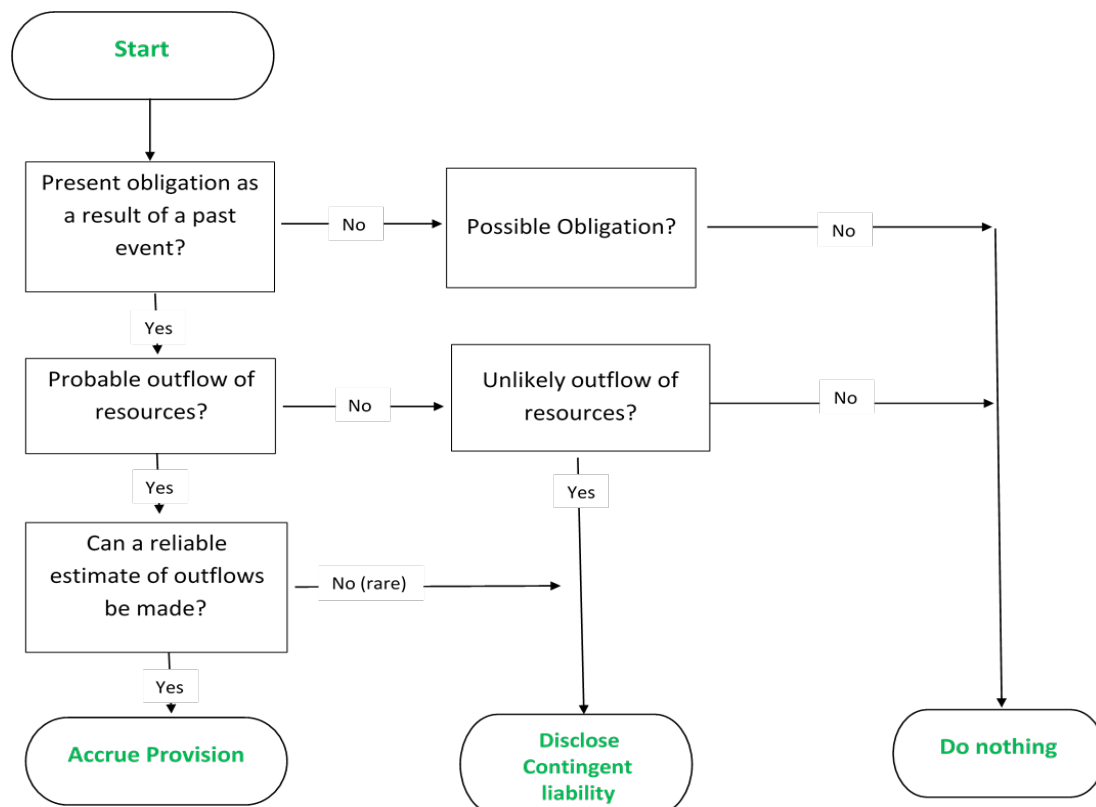 Start
Present obligation as
a result of a past
event?
No
Possible Obligation?
No
Yes
Probable outflow of
resources?
No
Unlikely outflow of
resources?
No
Yes
Yes
Can a reliable
estimate of outflows
be made?
No (rare)
Yes
Accrue Provision
Disclose
Contingent
liability
Do nothing